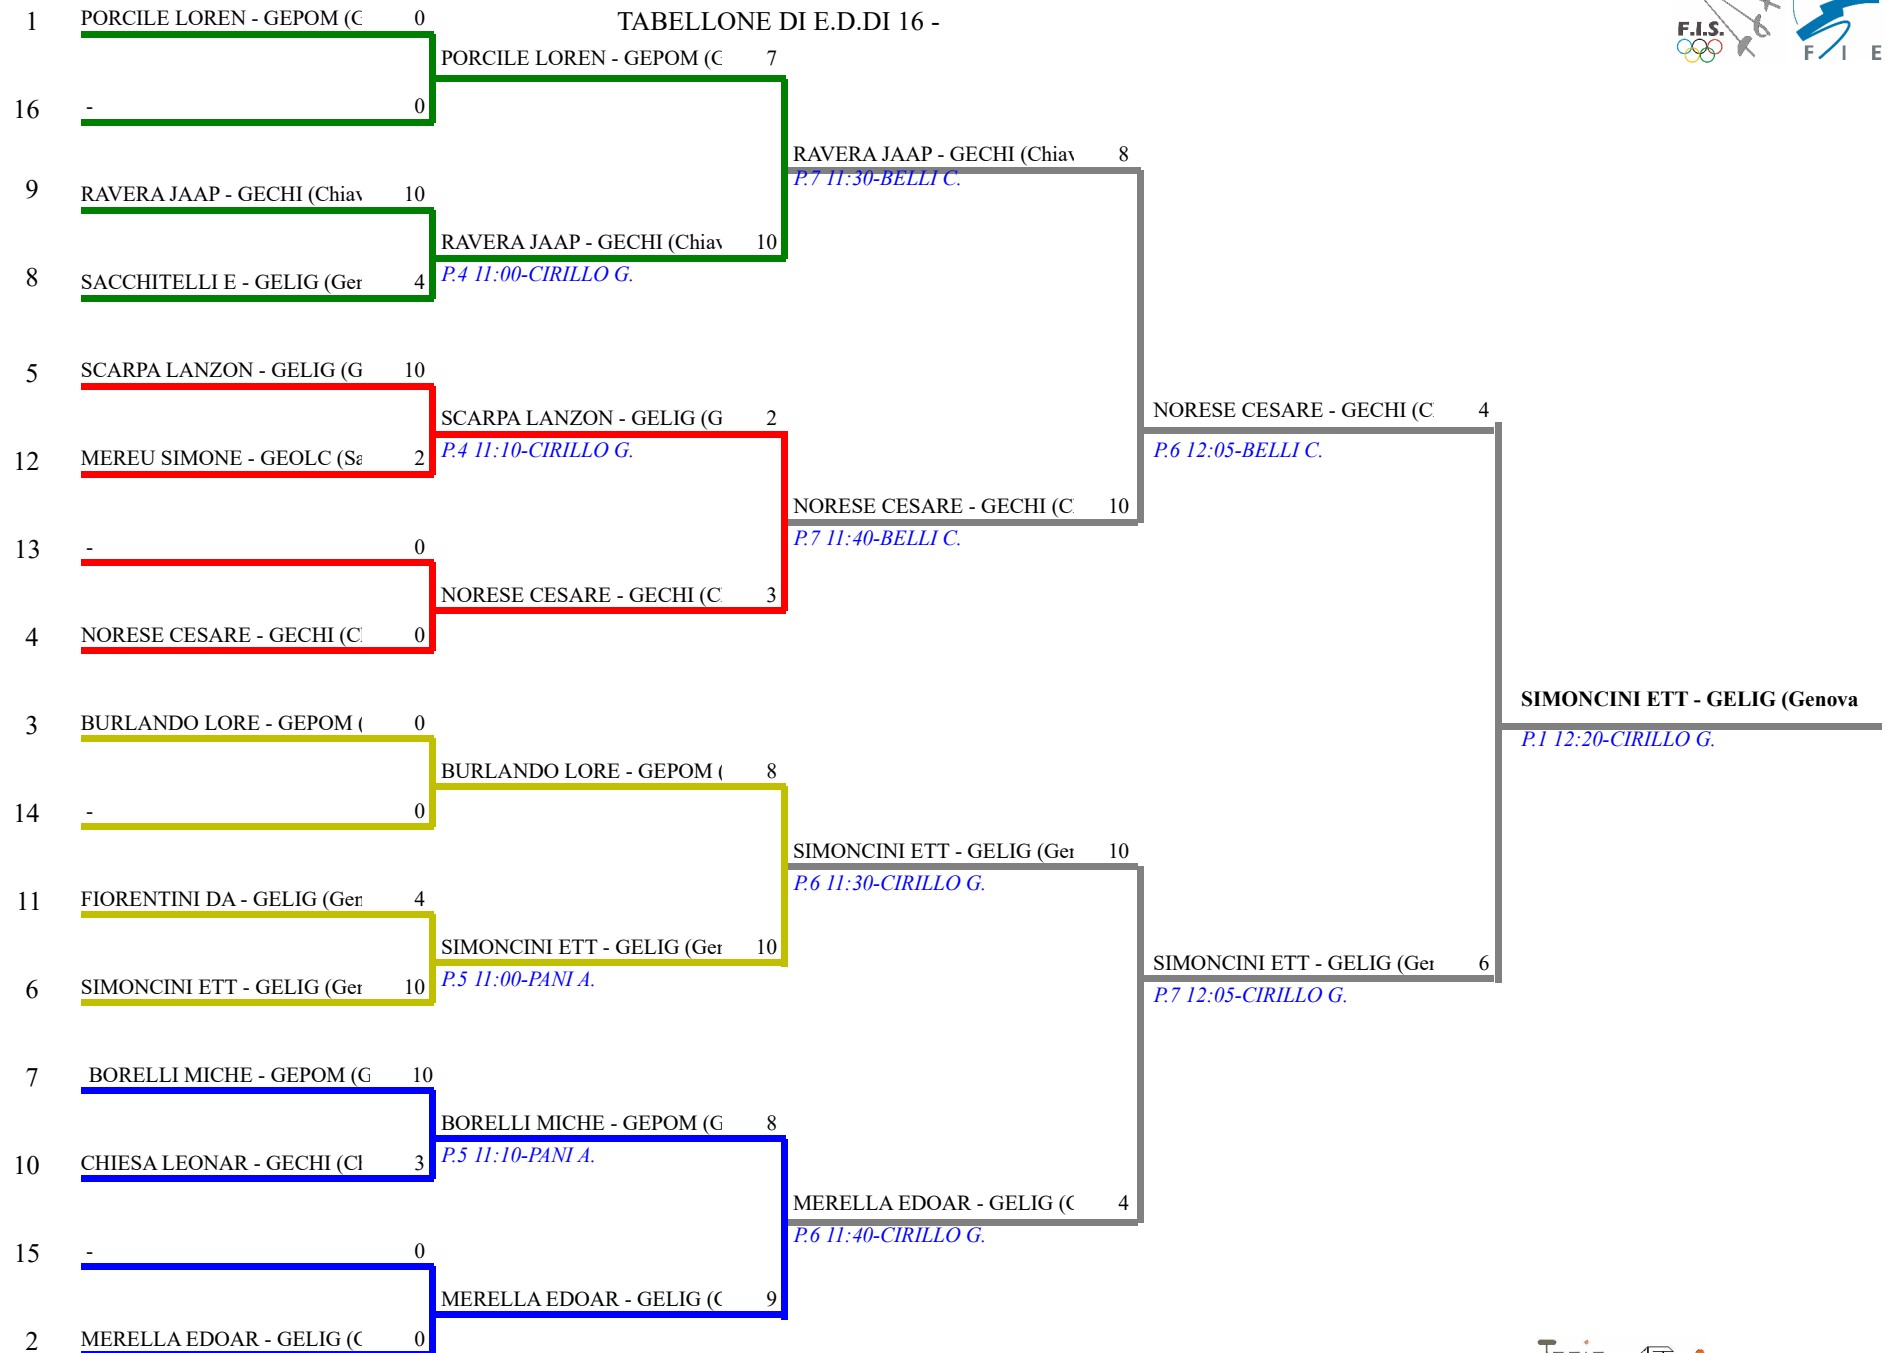 TABELLONE DI E.D.DI 16 -
F.I.S.
F I E
1 PORCILE LOREN - GEPOM (G 0
PORCILE LOREN - GEPOM (G 7
16 - 0
RAVERA JAAP - GECHI (Chiav 8
P.7 11:30-BELLI C.
9 RAVERA JAAP - GECHI (Chiav 10
RAVERA JAAP - GECHI (Chiav 10
P.4 11:00-CIRILLO G.
8 SACCHITELLI E - GELIG (Gen 4
5 SCARPA LANZON - GELIG (G 10
SCARPA LANZON - GELIG (G 2
P.4 11:10-CIRILLO G.
NORESE CESARE - GECHI (C 4
P.6 12:05-BELLI C.
12 MEREU SIMONE - GEOLC (Sa 2
NORESE CESARE - GECHI (C 10
P.7 11:40-BELLI C.
13 - 0
NORESE CESARE - GECHI (C 3
4 NORESE CESARE - GECHI (C 0
SIMONCINI ETT - GELIG (Genova
P.1 12:20-CIRILLO G.
3 BURLANDO LORE - GEPOM ( 0
BURLANDO LORE - GEPOM ( 8
14 - 0
SIMONCINI ETT - GELIG (Gen 10
P.6 11:30-CIRILLO G.
11 FIORENTINI DA - GELIG (Gen 4
SIMONCINI ETT - GELIG (Gen 10
P.5 11:00-PANI A.
SIMONCINI ETT - GELIG (Gen 6
P.7 12:05-CIRILLO G.
6 SIMONCINI ETT - GELIG (Gen 10
7 BORELLI MICHE - GEPOM (G 10
BORELLI MICHE - GEPOM (G 8
P.5 11:10-PANI A.
10 CHIESA LEONAR - GECHI (Ch 3
MERELLA EDOAR - GELIG (G 4
P.6 11:40-CIRILLO G.
15 - 0
MERELLA EDOAR - GELIG (G 9
2 MERELLA EDOAR - GELIG (G 0